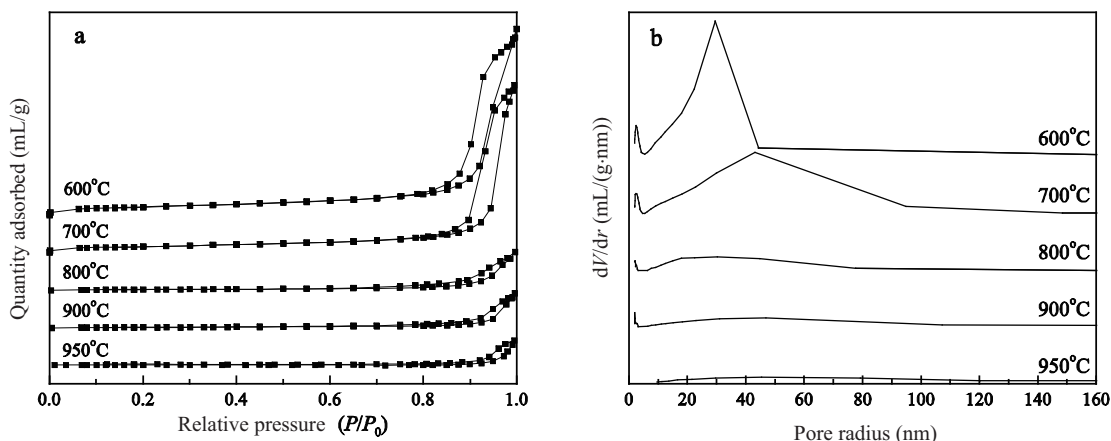 a
Quantity adsorbed (mL/g)
600°C
700°C
800°C
900°C
950°C
0.0 0.2 0.4 0.6 0.8 1.0
Relative pressure (P/P₀)
b
dV/dr (mL/(g·nm))
600°C
700°C
800°C
900°C
950°C
0 20 40 60 80 100 120 140 160
Pore radius (nm)